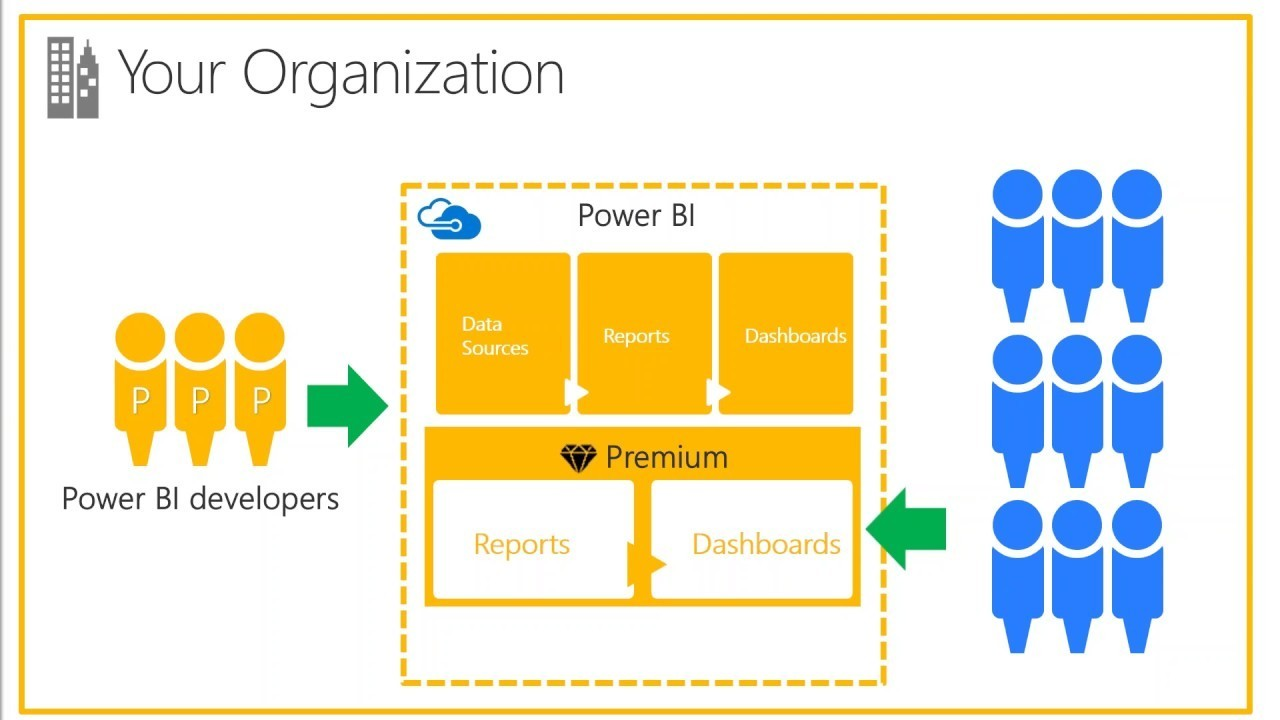 Your Organization
Power BI
Data
Sources
Reports
Dashboards
P P P
Power BI developers
Premium
Reports
Dashboards